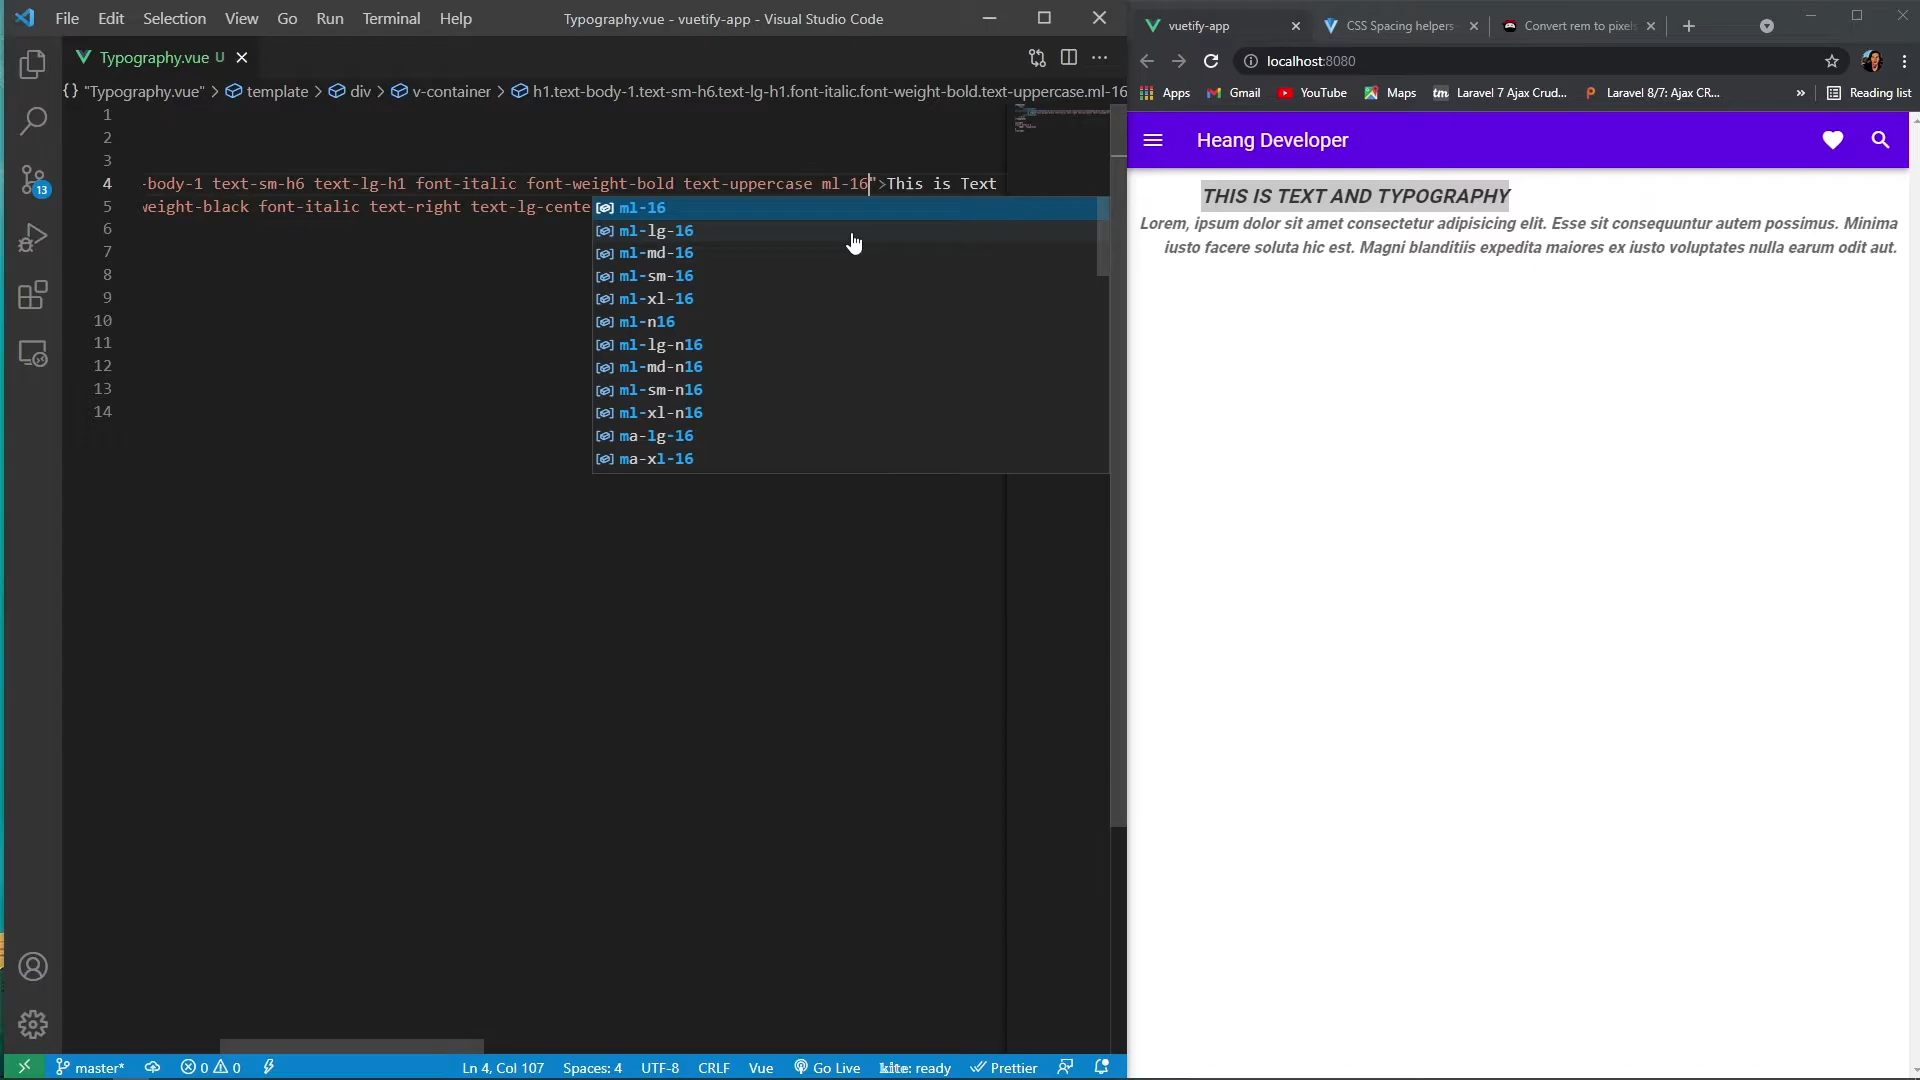 File Edit Selection View Go Run Terminal Help
Typography.vue - vuetify-app - Visual Studio Code
Typography.vue U
{} "Typography.vue" > template > div > v-container > h1.text-body-1.text-sm-h6.text-lg-h1.font-italic.font-weight-bold.text-uppercase.ml-16
1
2
3
4 -body-1 text-sm-h6 text-lg-h1 font-italic font-weight-bold text-uppercase ml-16">This is Text
5 weight-black font-italic text-right text-lg-cente
6
7
8
9
10
11
12
13
14
ml-16
ml-lg-16
ml-md-16
ml-sm-16
ml-xl-16
ml-n16
ml-lg-n16
ml-md-n16
ml-sm-n16
ml-xl-n16
ma-lg-16
ma-xl-16
13
master* 0 0 Ln 4, Col 107 Spaces: 4 UTF-8 CRLF Vue Go Live kite: ready Prettier
vuetify-app CSS Spacing helpers Convert rem to pixels
localhost:8080
Apps Gmail YouTube Maps tm Laravel 7 Ajax Crud... Laravel 8/7: Ajax CR... » Reading list
Heang Developer
THIS IS TEXT AND TYPOGRAPHY
Lorem, ipsum dolor sit amet consectetur adipisicing elit. Esse sit consequuntur autem possimus. Minima
iusto facere soluta hic est. Magni blanditiis expedita maiores ex iusto voluptates nulla earum odit aut.